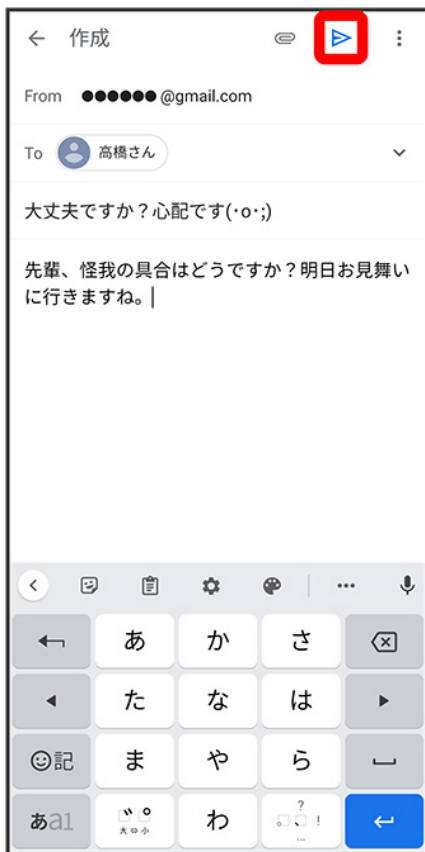 作成
From ●●●●●● @gmail.com
To 高橋さん
大丈夫ですか？心配です(･o･;)
先輩、怪我の具合はどうですか？明日お見舞い
に行きますね。
あ か さ
た な は
記 ま や ら
あa1 大⇔小 わ 、?!…